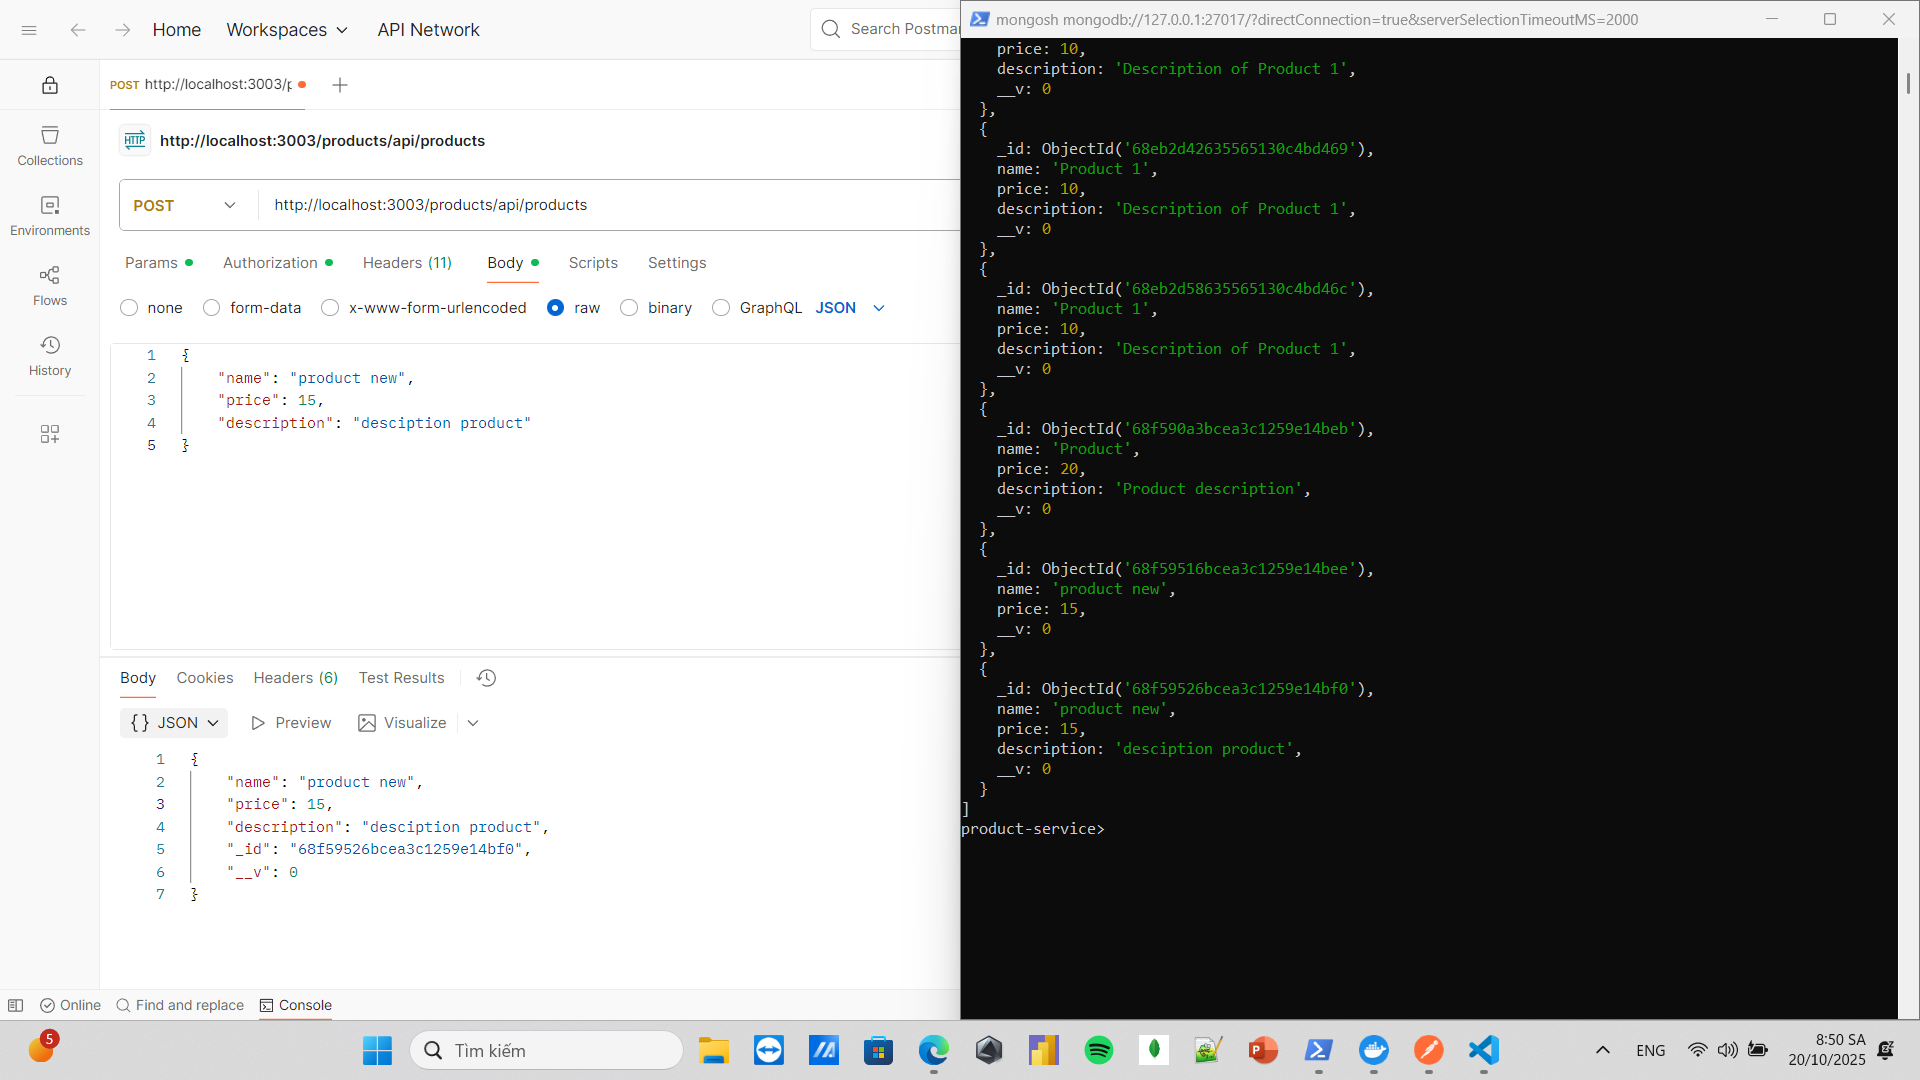 Home
Workspaces
API Network
Search Postma
POST http://localhost:3003/p
HTTP http://localhost:3003/products/api/products
POST
http://localhost:3003/products/api/products
Params
Authorization
Headers (11)
Body
Scripts
Settings
none
form-data
x-www-form-urlencoded
raw
binary
GraphQL
JSON
Collections
Environments
Flows
History
1 {
2 "name": "product new",
3 "price": 15,
4 "description": "desciption product"
5 }
Body
Cookies
Headers (6)
Test Results
{} JSON
Preview
Visualize
1 {
2 "name": "product new",
3 "price": 15,
4 "description": "desciption product",
5 "_id": "68f59526bcea3c1259e14bf0",
6 "__v": 0
7 }
Online
Find and replace
Console
mongosh mongodb://127.0.0.1:27017/?directConnection=true&serverSelectionTimeoutMS=2000
price: 10,
description: 'Description of Product 1',
__v: 0
},
{
_id: ObjectId('68eb2d42635565130c4bd469'),
name: 'Product 1',
price: 10,
description: 'Description of Product 1',
__v: 0
},
{
_id: ObjectId('68eb2d58635565130c4bd46c'),
name: 'Product 1',
price: 10,
description: 'Description of Product 1',
__v: 0
},
{
_id: ObjectId('68f590a3bcea3c1259e14beb'),
name: 'Product',
price: 20,
description: 'Product description',
__v: 0
},
{
_id: ObjectId('68f59516bcea3c1259e14bee'),
name: 'product new',
price: 15,
__v: 0
},
{
_id: ObjectId('68f59526bcea3c1259e14bf0'),
name: 'product new',
price: 15,
description: 'desciption product',
__v: 0
}
]
product-service>
5
Tìm kiếm
ENG
8:50 SA
20/10/2025